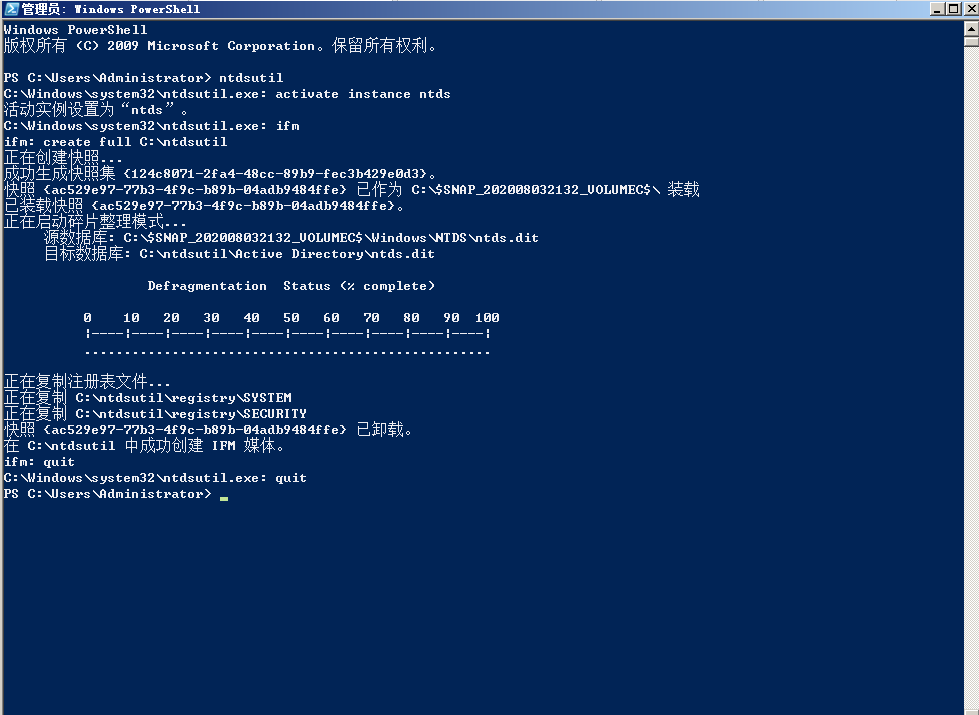 管理员: Windows PowerShell
Windows PowerShell
版权所有 (C) 2009 Microsoft Corporation。保留所有权利。
PS C:\Users\Administrator> ntdsutil
C:\Windows\system32\ntdsutil.exe: activate instance ntds
活动实例设置为“ntds”。
C:\Windows\system32\ntdsutil.exe: ifm
ifm: create full C:\ntdsutil
正在创建快照...
成功生成快照集 {124c8071-2fa4-48cc-89b9-fec3b429e0d3}。
快照 {ac529e97-77b3-4f9c-b89b-04adb9484ffe} 已作为 C:\$SNAP_202008032132_VOLUMEC$\ 装载
已装载快照 {ac529e97-77b3-4f9c-b89b-04adb9484ffe}。
正在启动碎片整理模式...
源数据库: C:\$SNAP_202008032132_VOLUMEC$\Windows\NTDS\ntds.dit
目标数据库: C:\ntdsutil\Active Directory\ntds.dit
Defragmentation  Status (% complete)
0    10   20   30   40   50   60   70   80   90  100
|----|----|----|----|----|----|----|----|----|----|
...................................................
正在复制注册表文件...
正在复制 C:\ntdsutil\registry\SYSTEM
正在复制 C:\ntdsutil\registry\SECURITY
快照 {ac529e97-77b3-4f9c-b89b-04adb9484ffe} 已卸载。
在 C:\ntdsutil 中成功创建 IFM 媒体。
ifm: quit
C:\Windows\system32\ntdsutil.exe: quit
PS C:\Users\Administrator>